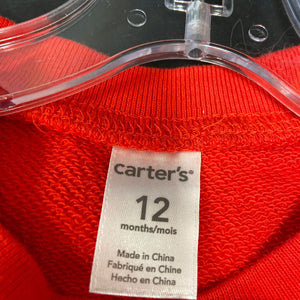 carter's®
12
months/mois
Made in China
Fabriqué en Chine
Hecho en China